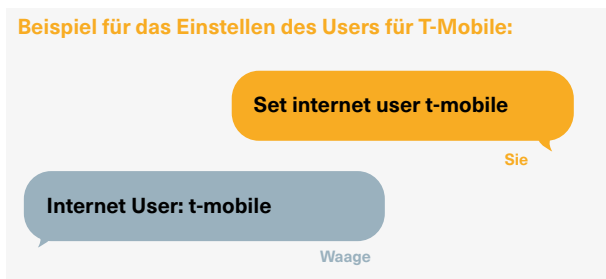 Beispiel für das Einstellen des Users für T-Mobile:
Set internet user t-mobile
Sie
Internet User: t-mobile
Waage